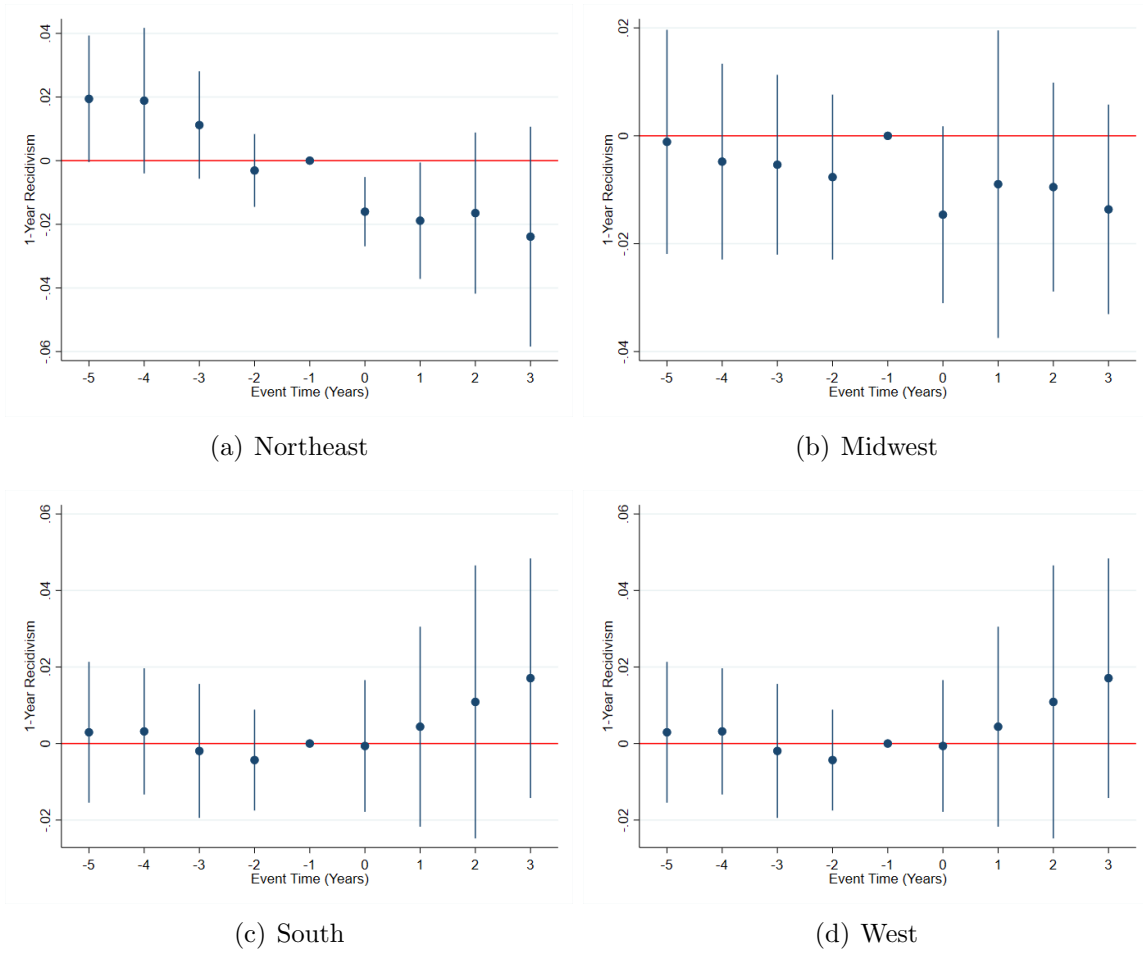 .04
.02
0
-.02
-.04
-.06
1-Year Recidivism
-5 -4 -3 -2 -1 0 1 2 3
Event Time (Years)
(a) Northeast
.02
0
-.02
-.04
1-Year Recidivism
-5 -4 -3 -2 -1 0 1 2 3
Event Time (Years)
(b) Midwest
.06
.04
.02
0
-.02
1-Year Recidivism
-5 -4 -3 -2 -1 0 1 2 3
Event Time (Years)
(c) South
.06
.04
.02
0
-.02
1-Year Recidivism
-5 -4 -3 -2 -1 0 1 2 3
Event Time (Years)
(d) West